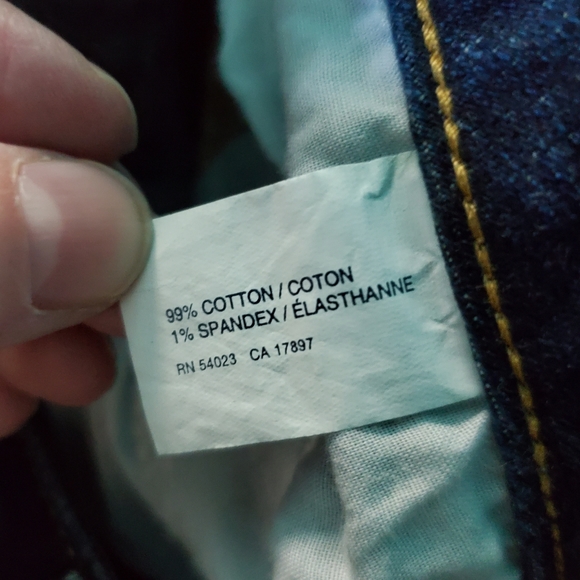 99% COTTON / COTON
1% SPANDEX / ÉLASTHANNE
RN 54023 CA 17897